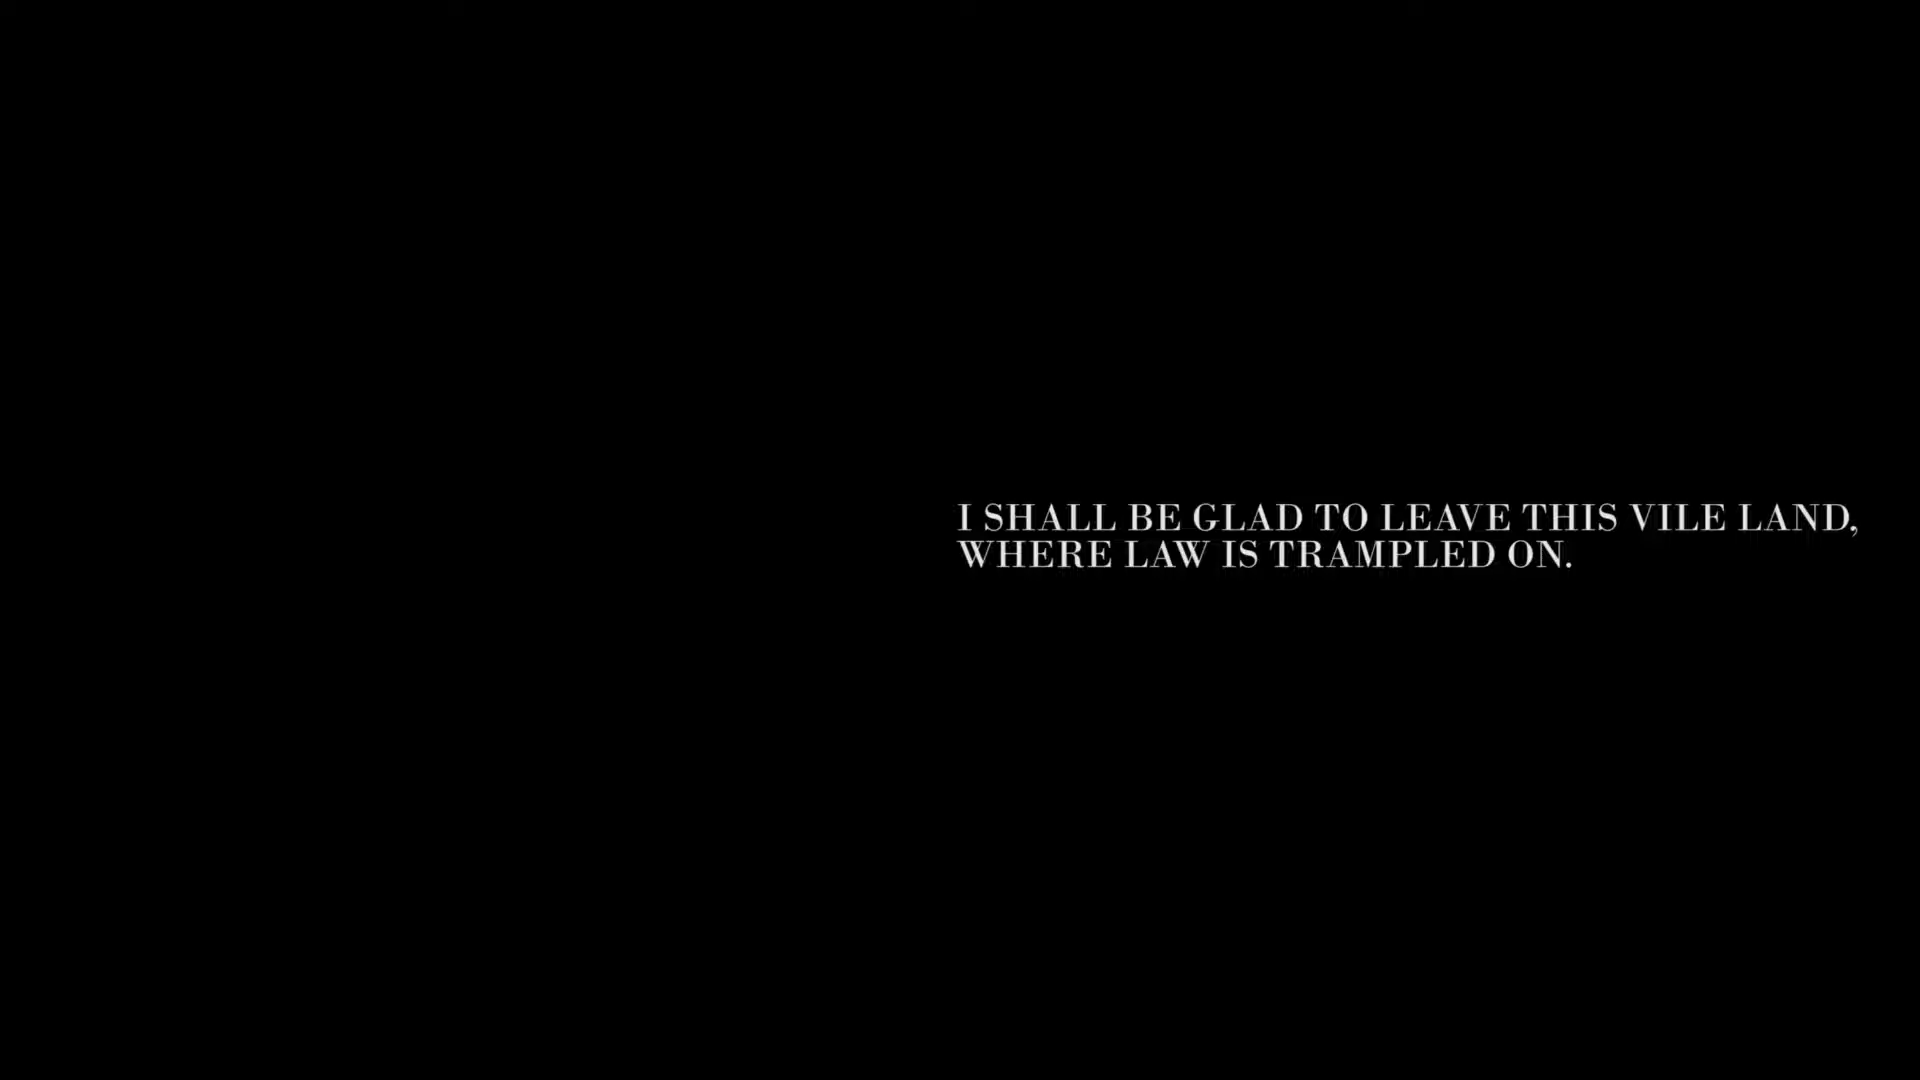 I SHALL BE GLAD TO LEAVE THIS VILE LAND,
WHERE LAW IS TRAMPLED ON.